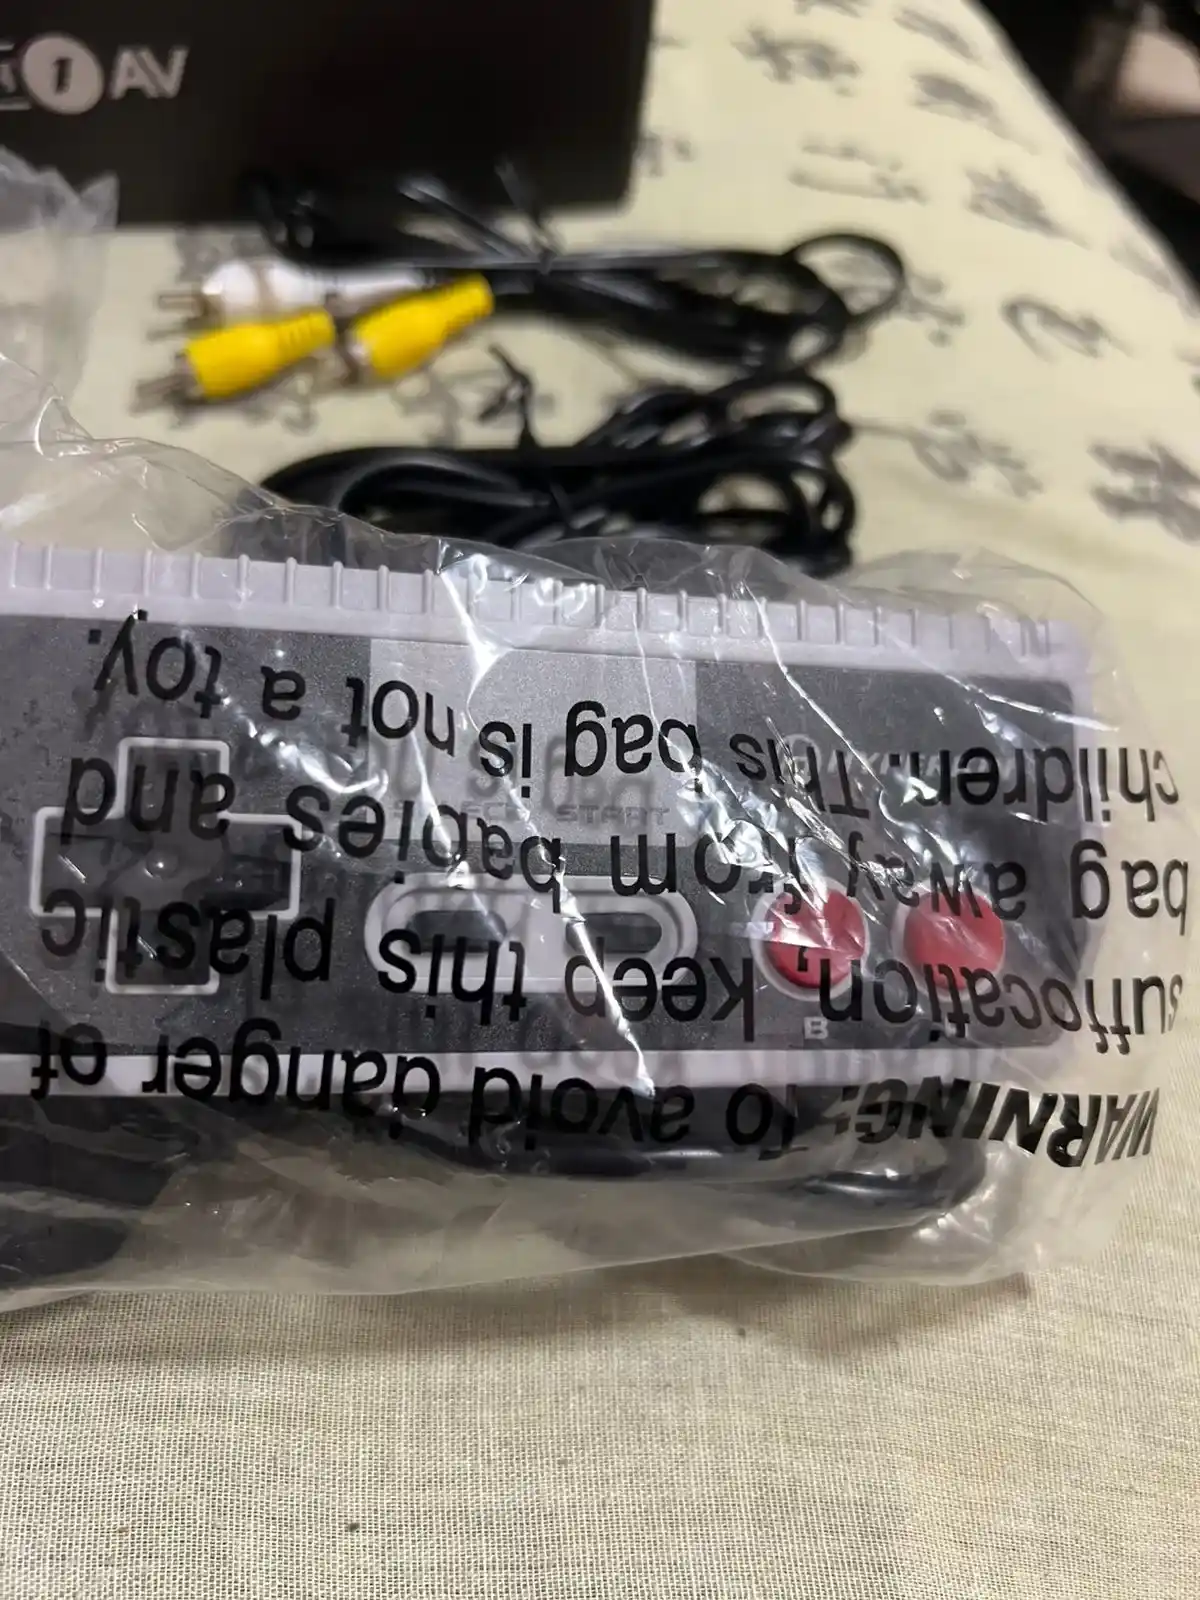 1 AV
SELECT START
B
WARNING: To avoid danger of
suffocation, keep this plastic
bag away from babies and
children. This bag is not a toy.